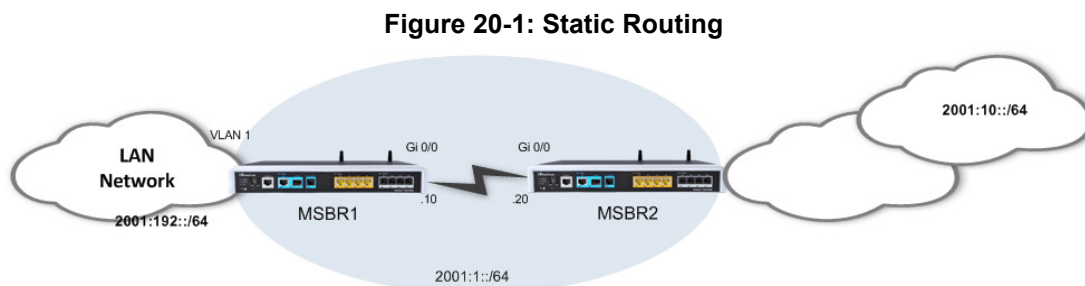 Figure 20-1: Static Routing
2001:10::/64
VLAN 1
Gi 0/0
Gi 0/0
LAN
Network
.10
.20
MSBR1
MSBR2
2001:192::/64
2001:1::/64